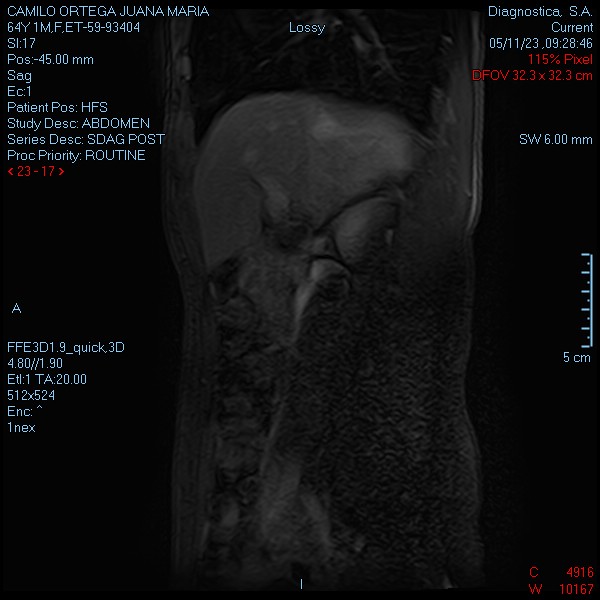 CAMILO ORTEGA JUANA MARIA
64Y 1M,F,ET-59-93404
Sl:17
Pos:-45.00 mm
Sag
Ec:1
Patient Pos: HFS
Study Desc: ABDOMEN
Series Desc: SDAG POST
Proc Priority: ROUTINE
< 23 - 17 >
Lossy
Diagnostica, S.A.
Current
05/11/23 ,09:28:46
115% Pixel
DFOV 32.3 x 32.3 cm
SW 6.00 mm
A
5 cm
FFE3D1.9_quick,3D
4.80//1.90
Etl:1 TA:20.00
512x524
Enc: ^
1nex
I
C 4916
W 10167